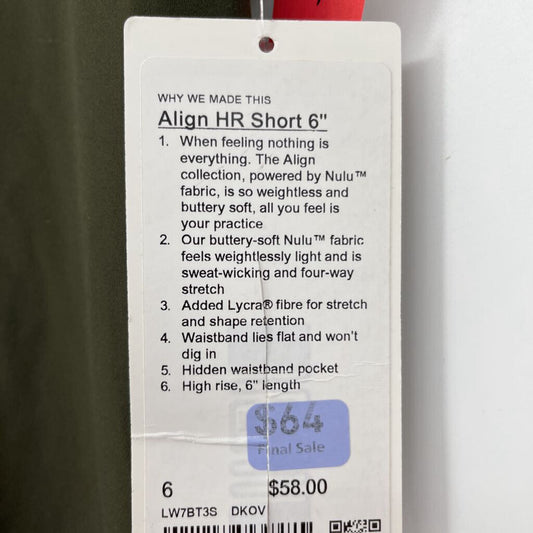 WHY WE MADE THIS
Align HR Short 6"
1. When feeling nothing is
everything. The Align
collection, powered by Nulu™
fabric, is so weightless and
buttery soft, all you feel is
your practice
2. Our buttery-soft Nulu™ fabric
feels weightlessly light and is
sweat-wicking and four-way
stretch
3. Added Lycra® fibre for stretch
and shape retention
4. Waistband lies flat and won't
dig in
5. Hidden waistband pocket
6. High rise, 6" length
$64
Final Sale
6 $58.00
LW7BT3S DKOV